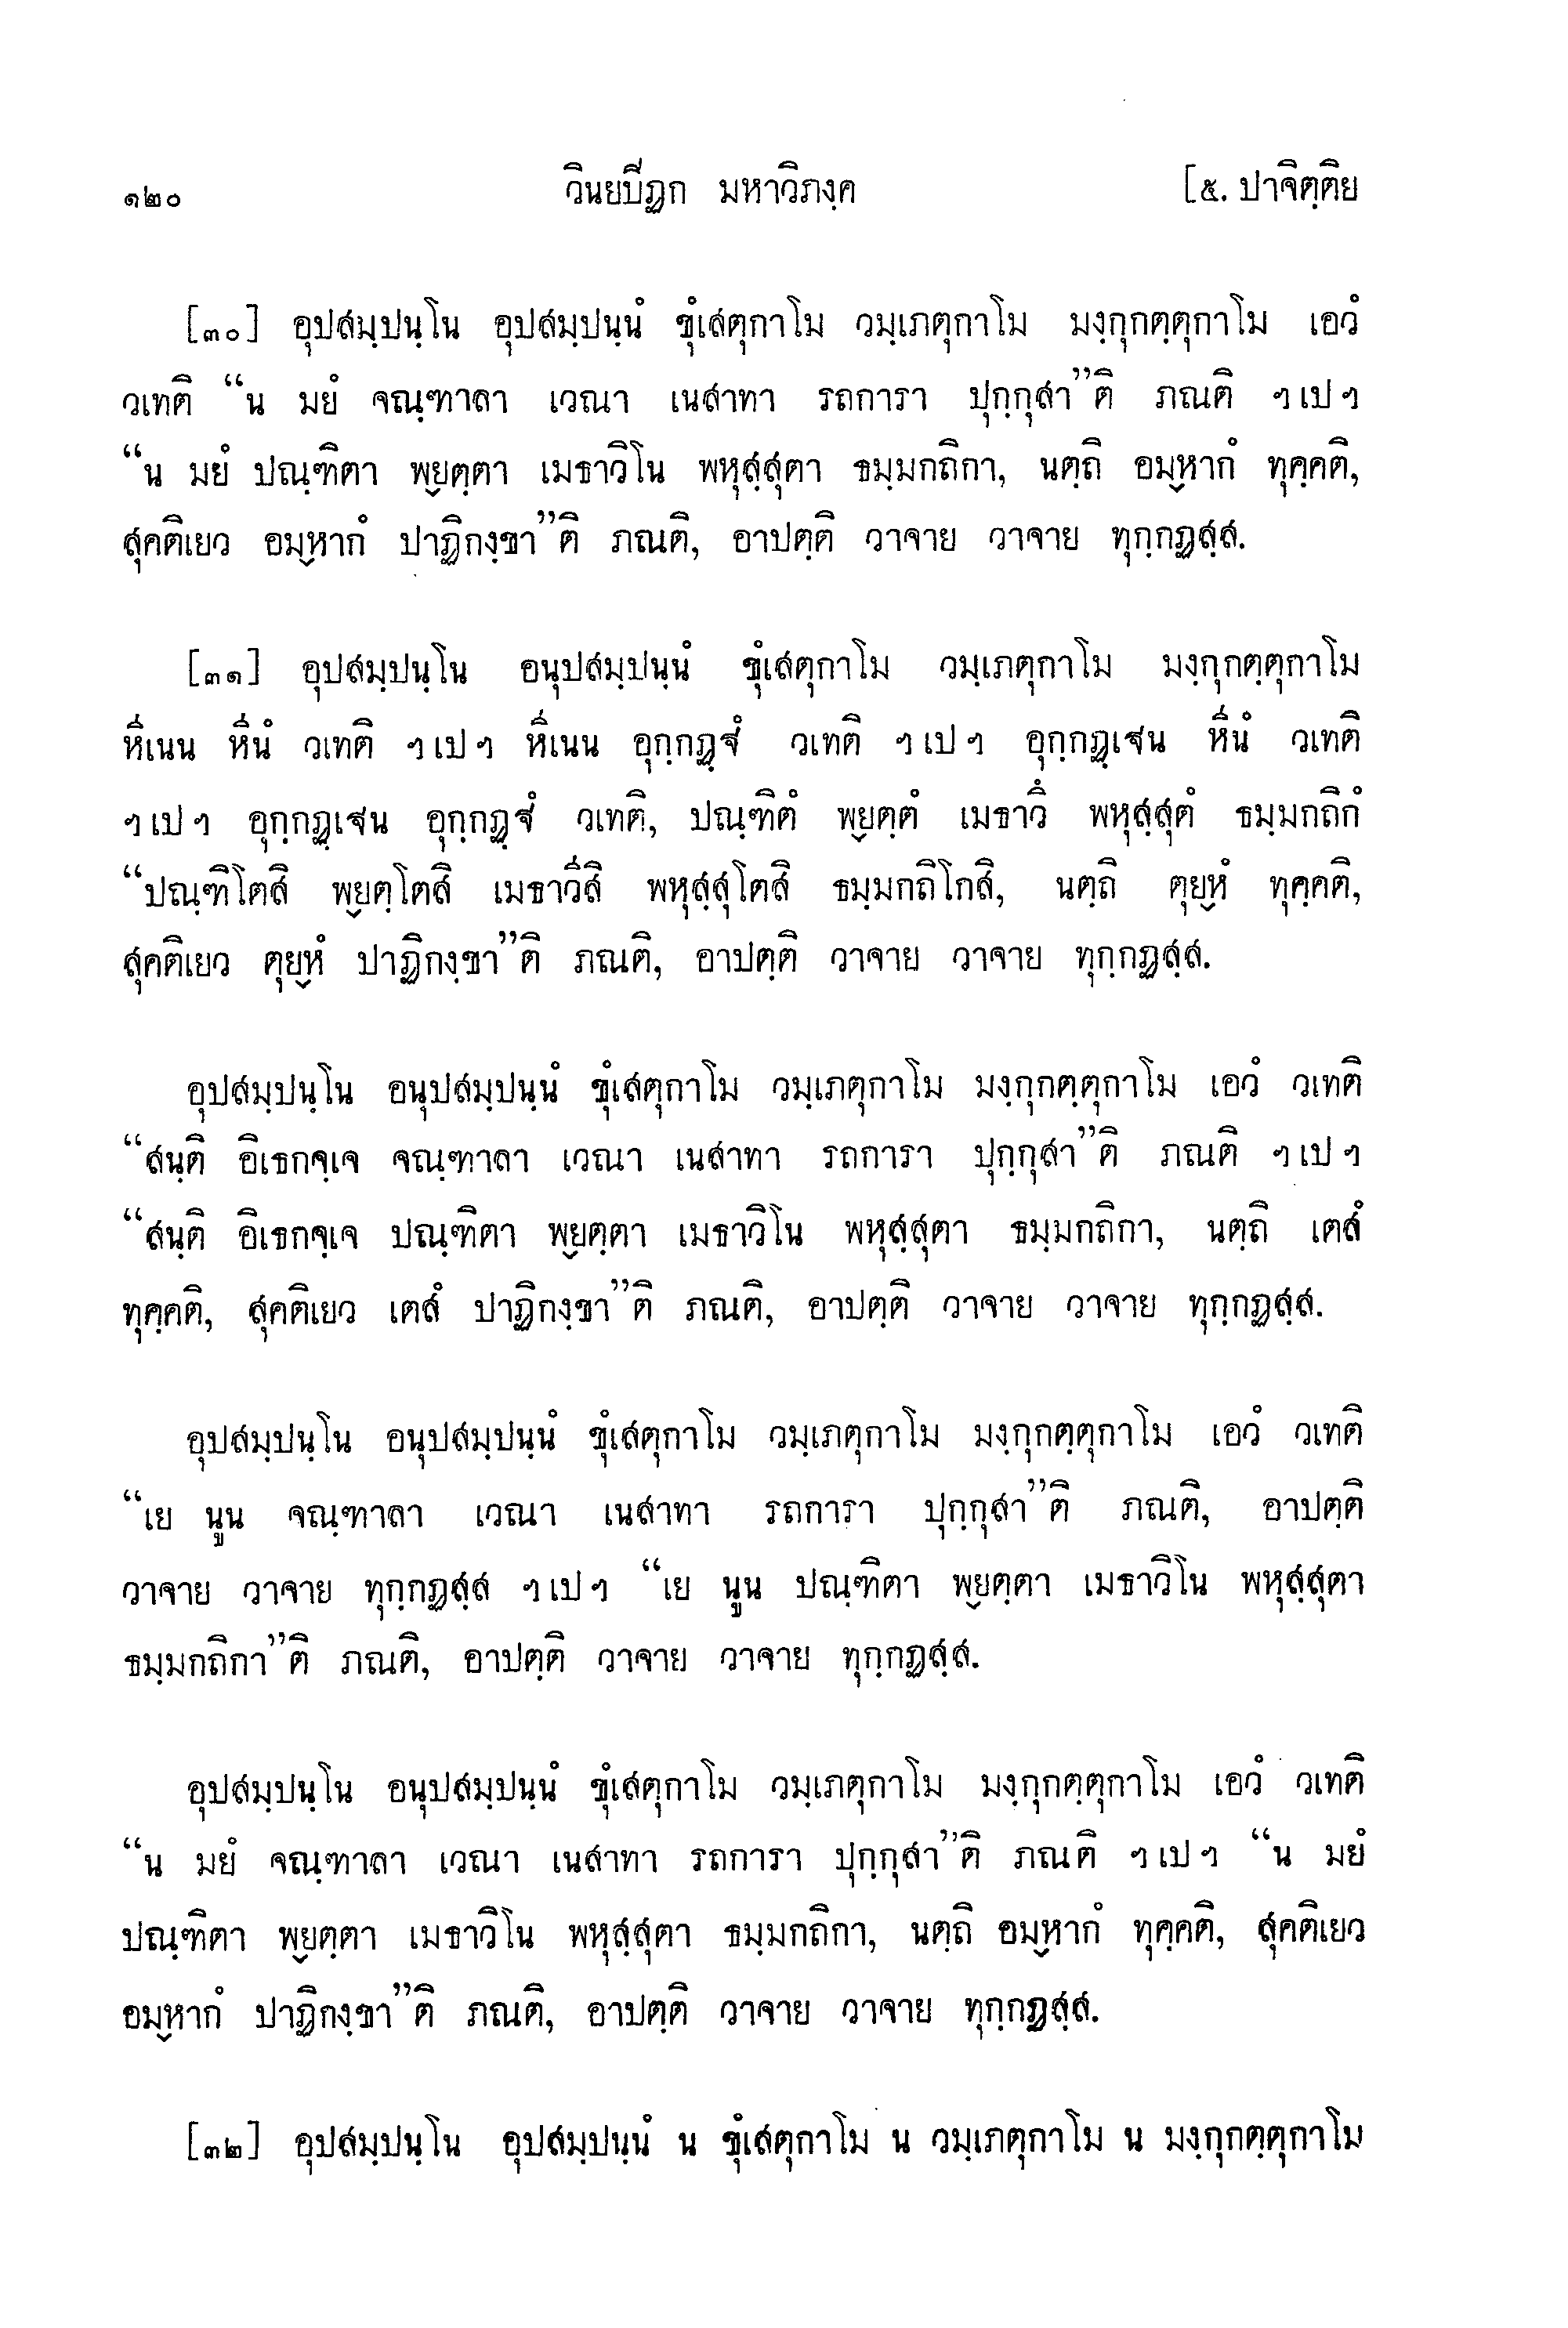 ๑๒๐ วินยปิฏก มหาวิภงฺค [๕. ปาจิตฺติย
[๓๐] อุปสมฺปนฺโน อุปสมฺปนฺนํ ขุํเสตุกาโม วมฺเภตุกาโม มงฺกุกตฺตุกาโม เอวํ
วเทติ “น มยํ จณฺฑาลา เวณา เนสาทา รถการา ปุกฺกุสา”ติ ภณติ ฯเปฯ
“น มยํ ปณฺฑิตา พฺยตฺตา เมธาวิโน พหุสฺสุตา ธมฺมกถิกา, นตฺถิ อมฺหากํ ทุคฺคติ,
สุคติเยว อมฺหากํ ปาฏิกงฺขา”ติ ภณติ, อาปตฺติ วาจาย วาจาย ทุกฺกฏสฺส.
[๓๑] อุปสมฺปนฺโน อนุปสมฺปนฺนํ ขุํเสตุกาโม วมฺเภตุกาโม มงฺกุกตฺตุกาโม
หีเนน หีนํ วเทติ ฯเปฯ หีเนน อุกฺกฏฺฐํ วเทติ ฯเปฯ อุกฺกฏฺเฐน หีนํ วเทติ
ฯเปฯ อุกฺกฏฺเฐน อุกฺกฏฺฐํ วเทติ, ปณฺฑิตํ พฺยตฺตํ เมธาวึ พหุสฺสุตํ ธมฺมกถิกํ
“ปณฺฑิโตสิ พฺยตฺโตสิ เมธาวีสิ พหุสฺสุโตสิ ธมฺมกถิโกสิ, นตฺถิ ตุยฺหํ ทุคฺคติ,
สุคติเยว ตุยฺหํ ปาฏิกงฺขา”ติ ภณติ, อาปตฺติ วาจาย วาจาย ทุกฺกฏสฺส.
อุปสมฺปนฺโน อนุปสมฺปนฺนํ ขุํเสตุกาโม วมฺเภตุกาโม มงฺกุกตฺตุกาโม เอวํ วเทติ
“สนฺติ อิเธกจฺเจ จณฺฑาลา เวณา เนสาทา รถการา ปุกฺกุสา”ติ ภณติ ฯเปฯ
“สนฺติ อิเธกจฺเจ ปณฺฑิตา พฺยตฺตา เมธาวิโน พหุสฺสุตา ธมฺมกถิกา, นตฺถิ เตสํ
ทุคฺคติ, สุคติเยว เตสํ ปาฏิกงฺขา”ติ ภณติ, อาปตฺติ วาจาย วาจาย ทุกฺกฏสฺส.
อุปสมฺปนฺโน อนุปสมฺปนฺนํ ขุํเสตุกาโม วมฺเภตุกาโม มงฺกุกตฺตุกาโม เอวํ วเทติ
“เย นูน จณฺฑาลา เวณา เนสาทา รถการา ปุกฺกุสา”ติ ภณติ, อาปตฺติ
วาจาย วาจาย ทุกฺกฏสฺส ฯเปฯ “เย นูน ปณฺฑิตา พฺยตฺตา เมธาวิโน พหุสฺสุตา
ธมฺมกถิกา”ติ ภณติ, อาปตฺติ วาจาย วาจาย ทุกฺกฏสฺส.
อุปสมฺปนฺโน อนุปสมฺปนฺนํ ขุํเสตุกาโม วมฺเภตุกาโม มงฺกุกตฺตุกาโม เอวํ วเทติ
“น มยํ จณฺฑาลา เวณา เนสาทา รถการา ปุกฺกุสา”ติ ภณติ ฯเปฯ “น มยํ
ปณฺฑิตา พฺยตฺตา เมธาวิโน พหุสฺสุตา ธมฺมกถิกา, นตฺถิ อมฺหากํ ทุคฺคติ, สุคติเยว
อมฺหากํ ปาฏิกงฺขา”ติ ภณติ, อาปตฺติ วาจาย วาจาย ทุกฺกฏสฺส.
[๓๒] อุปสมฺปนฺโน อุปสมฺปนฺนํ น ขุํเสตุกาโม น วมฺเภตุกาโม น มงฺกุกตฺตุกาโม